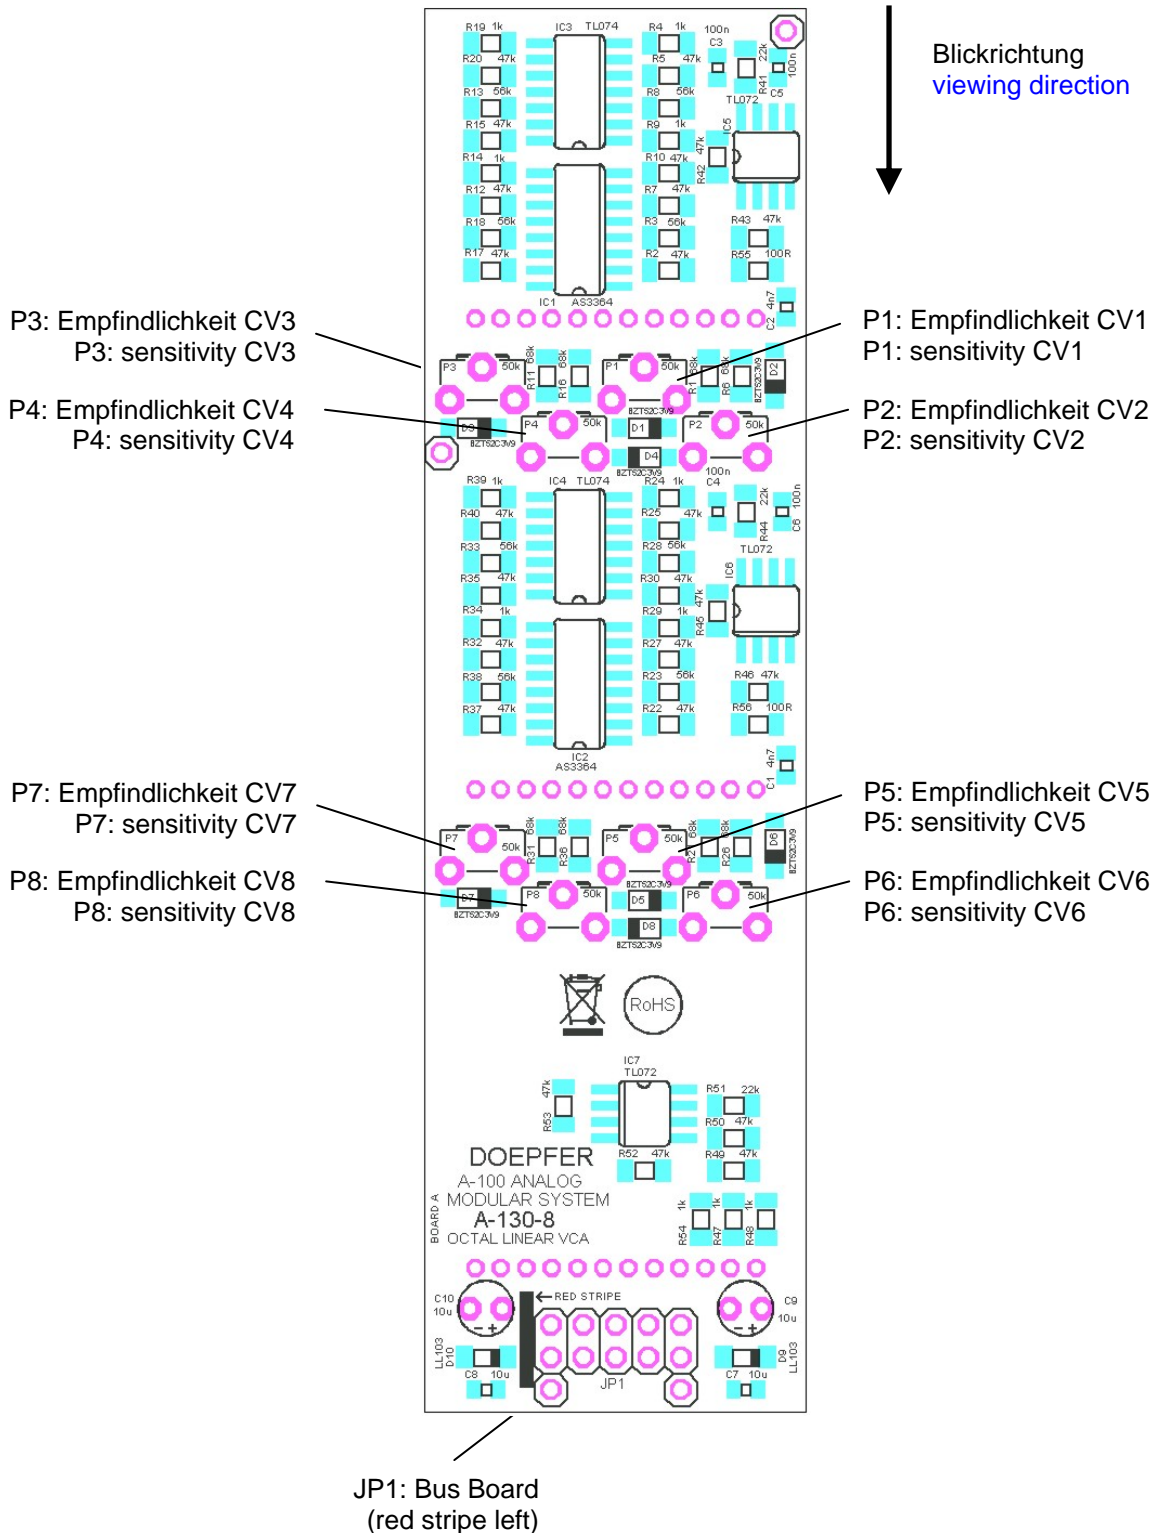 R19 1k
IC3 TL074
R4 1k
100n
C3
22k
R41
100n
C5
R20 47k
R5 47k
R13 56k
R8 56k
TL072
R15 47k
R9 1k
IC5
47k
R42
R14 1k
R10 47k
R12 47k
R7 47k
R18 56k
R3 56k
R43 47k
R17 47k
R2 47k
R55 100R
IC1 AS3364
4n7
C2
Blickrichtung
viewing direction
P3: Empfindlichkeit CV3
P3: sensitivity CV3
P4: Empfindlichkeit CV4
P4: sensitivity CV4
P1: Empfindlichkeit CV1
P1: sensitivity CV1
P2: Empfindlichkeit CV2
P2: sensitivity CV2
P3 50k
R11 68k
R16 68k
P1 50k
R1 68k
R6 68k
D2
BZTS2C3V9
D3
BZTS2C3V9
P4 50k
BZTS2C3V9
D1
D4
BZTS2C3V9
P2 50k
R39 1k
IC4 TL074
R24 1k
100n
C4
22k
R44
100n
C6
R40 47k
R25 47k
R33 56k
R28 56k
TL072
R35 47k
R30 47k
IC6
47k
R45
R34 1k
R29 1k
R32 47k
R27 47k
R38 56k
R23 56k
R46 47k
R37 47k
R22 47k
R56 100R
IC2
AS3364
4n7
C1
P7: Empfindlichkeit CV7
P7: sensitivity CV7
P8: Empfindlichkeit CV8
P8: sensitivity CV8
P5: Empfindlichkeit CV5
P5: sensitivity CV5
P6: Empfindlichkeit CV6
P6: sensitivity CV6
P7 50k
R31 68k
R36 68k
P5 50k
68k
R26 68k
D6
BZTS2C3V9
D7
BZTS2C3V9
P8 50k
BZTS2C3V9
D5
D8
BZTS2C3V9
P6 50k
RoHS
IC7
TL072
47k
R53
R51 22k
R50 47k
R52 47k
R49 47k
DOEPFER
A-100 ANALOG
MODULAR SYSTEM
A-130-8
OCTAL LINEAR VCA
BOARD A
R54 1k
R47 1k
R48 1k
C10
10u
←RED STRIPE
C9
10u
- +
- +
LL103
D10
D9
LL103
C8 10u
JP1
C7 10u
JP1: Bus Board
(red stripe left)